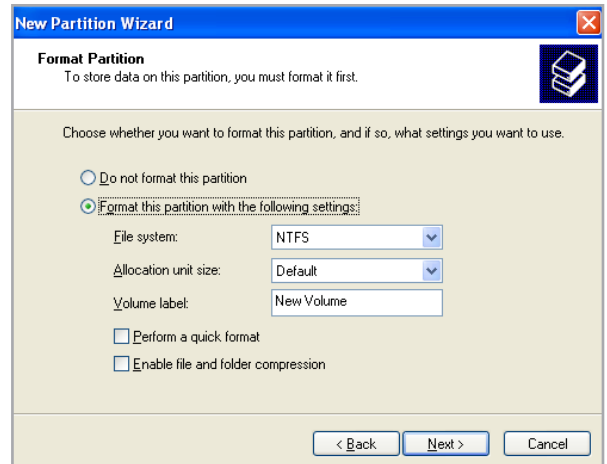 New Partition Wizard
Format Partition
To store data on this partition, you must format it first.
Choose whether you want to format this partition, and if so, what settings you want to use.
Do not format this partition
Format this partition with the following settings:
File system: NTFS
Allocation unit size: Default
Volume label: New Volume
Perform a quick format
Enable file and folder compression
< Back Next > Cancel